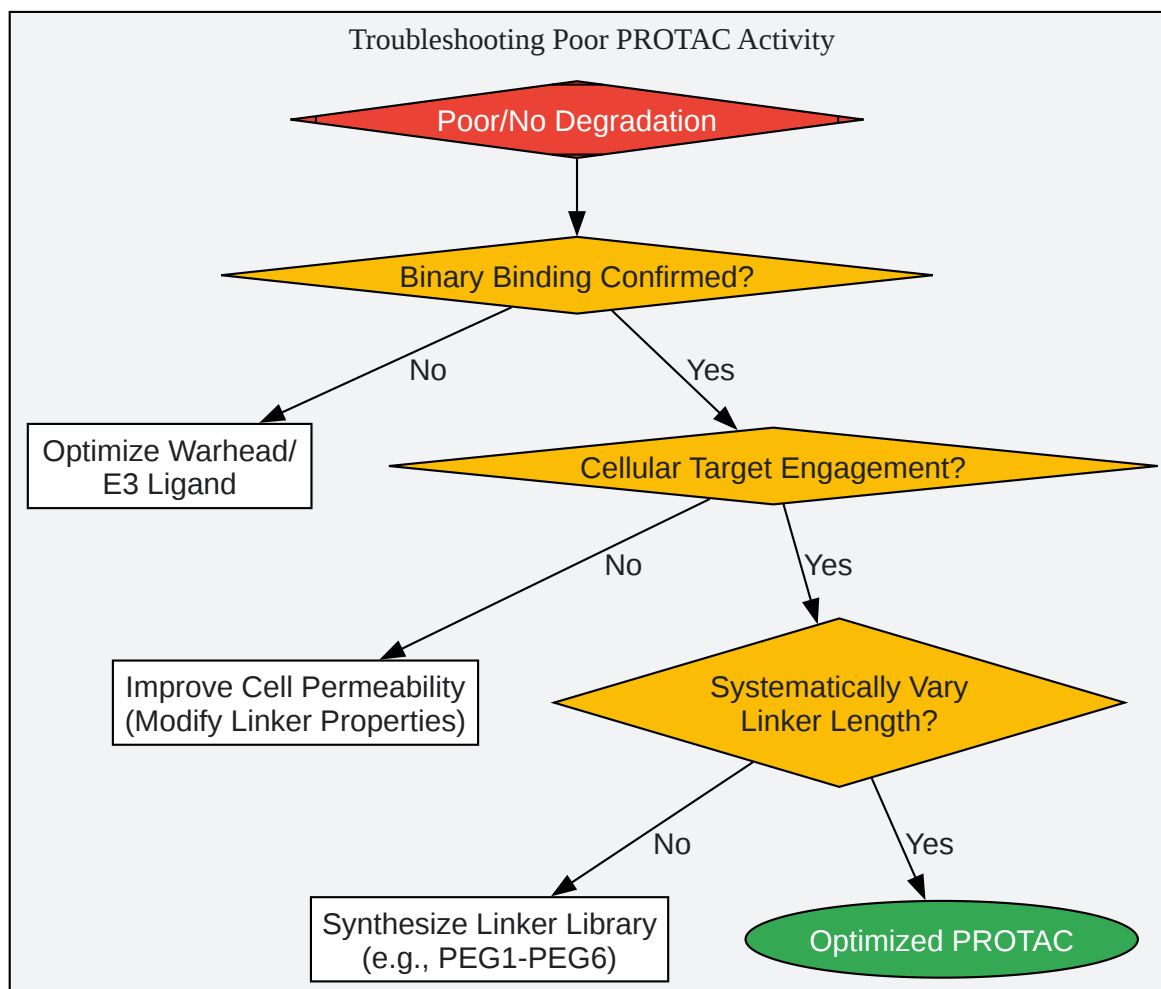 Troubleshooting Poor PROTAC Activity
Poor/No Degradation
Binary Binding Confirmed?
No
Yes
Optimize Warhead/
E3 Ligand
Cellular Target Engagement?
No
Yes
Improve Cell Permeability
(Modify Linker Properties)
Systematically Vary
Linker Length?
No
Yes
Synthesize Linker Library
(e.g., PEG1-PEG6)
Optimized PROTAC